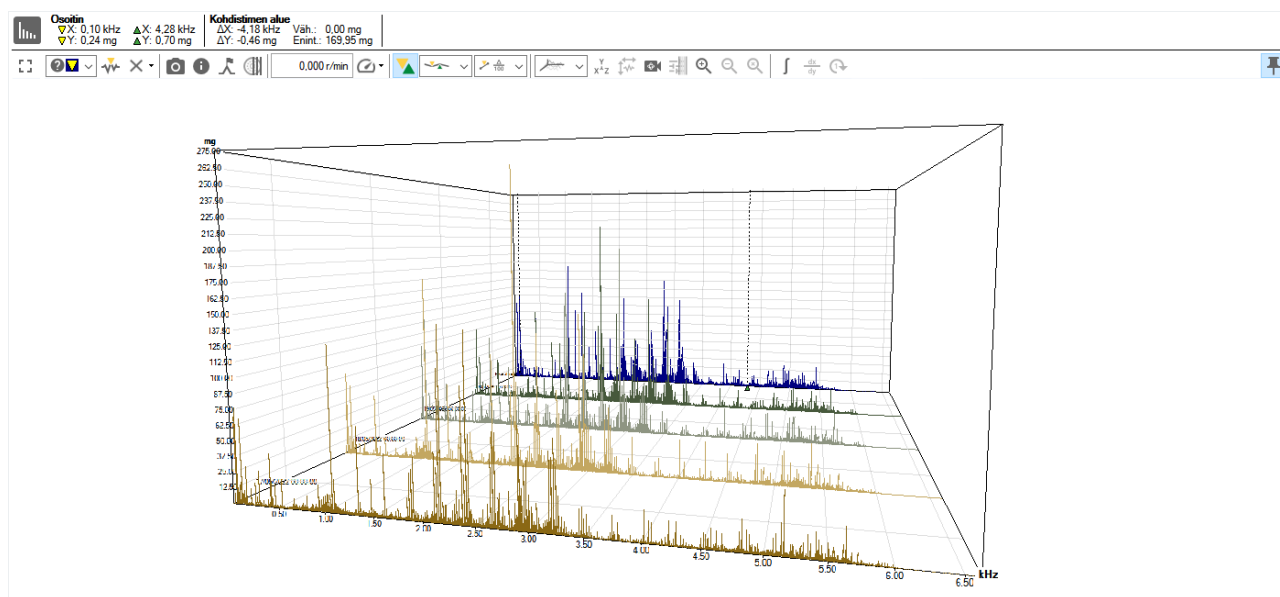 Osoitin
X: 0,10 kHz X: 4,28 kHz
Y: 0,24 mg Y: 0,70 mg
Kohdistimen alue
ΔX: -4,18 kHz Väh.: 0,00 mg
ΔY: -0,46 mg Enint.: 169,95 mg
0,000 r/min
mg
275.00
262.50
250.00
237.50
225.00
212.50
200.00
187.50
175.00
162.50
150.00
137.50
125.00
112.50
100.00
87.50
75.00
62.50
50.00
37.50
25.00
12.50
0.50 1.00 1.50 2.00 2.50 3.00 3.50 4.00 4.50 5.00 5.50 6.00 6.50 kHz